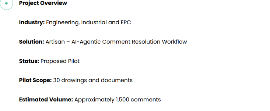 Project Overview
Industry: Engineering, Industrial and EPC
Solution: Artisan – AI-Agentic Comment Resolution Workflow
Status: Proposed Pilot
Pilot Scope: 30 drawings and documents
Estimated Volume: Approximately 1,500 comments